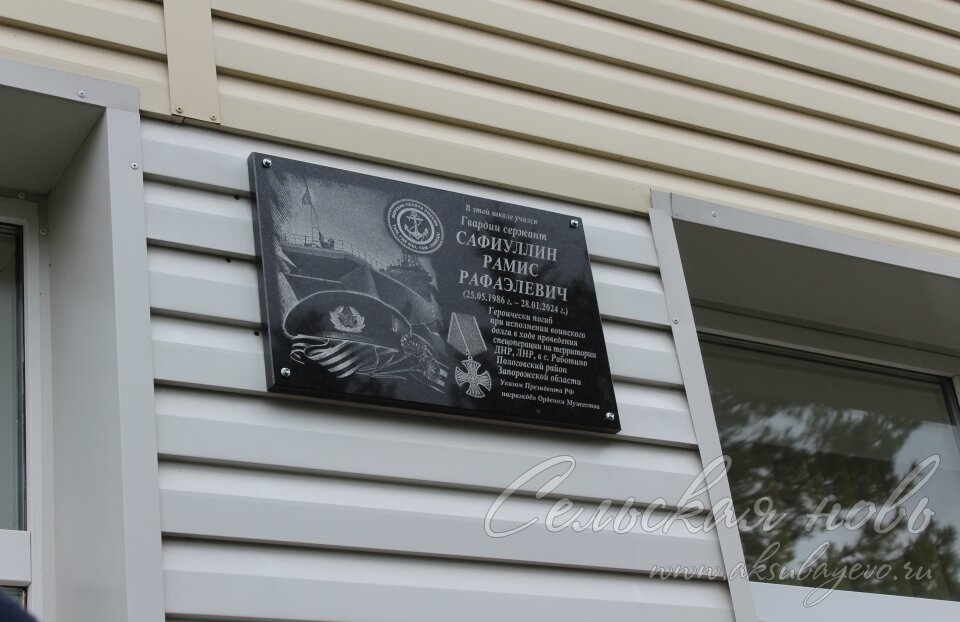 В этой школе учился
Гвардии сержант
САФИУЛЛИН
РАМИС
РАФАЭЛЕВИЧ
(25.05.1986 г. – 28.01.2024 г.)
Героически погиб
при исполнении воинского
долга в ходе проведения
спецоперации на территории
ДНР, ЛНР, в с. Работино
Пологовский район
Запорожской области
Указом Президента РФ
награждён Орденом Мужества
Сельская новь
www.aksubayevo.ru